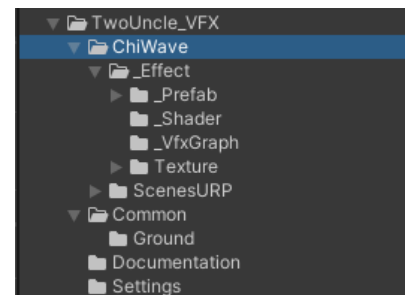 TwoUncle_VFX
ChiWave
_Effect
_Prefab
_Shader
_VfxGraph
Texture
ScenesURP
Common
Ground
Documentation
Settings